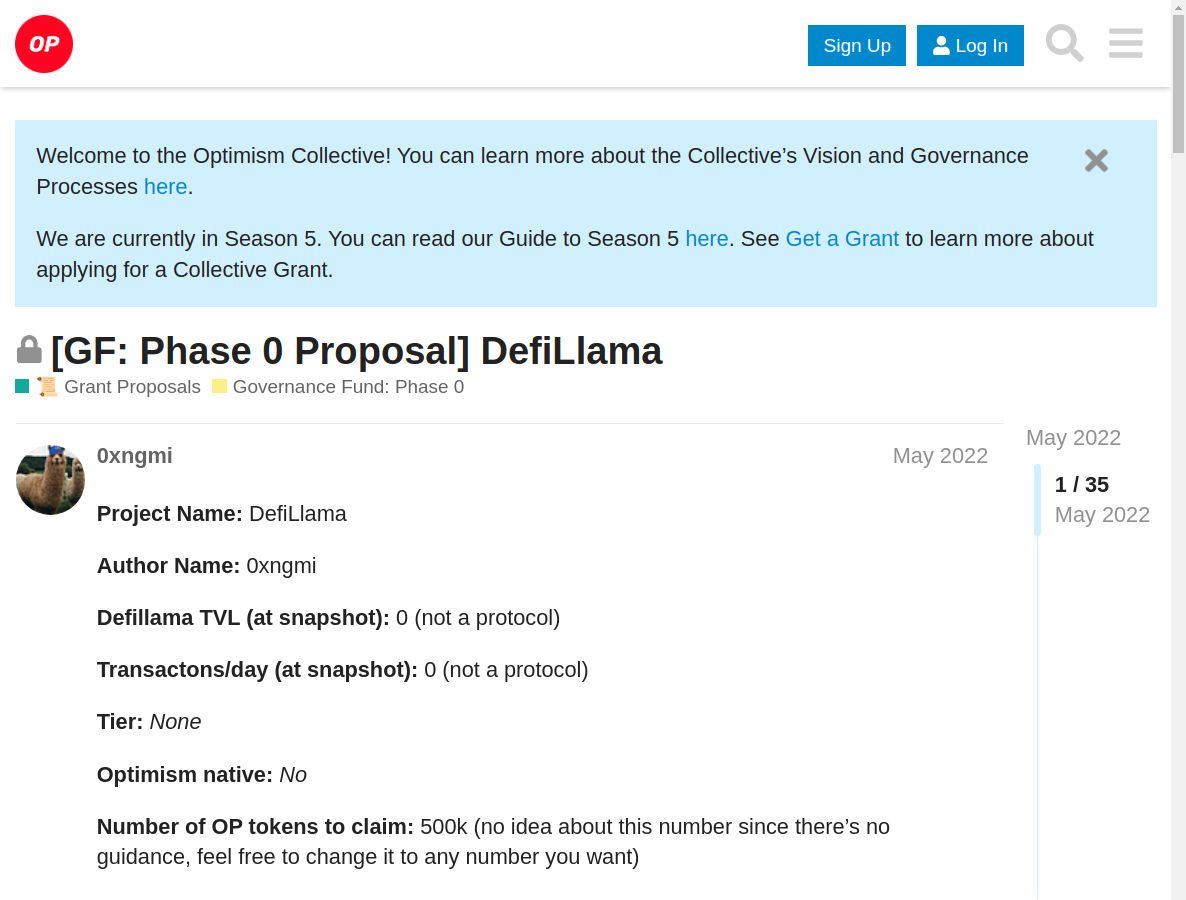 OP
Sign Up
Log In
Welcome to the Optimism Collective! You can learn more about the Collective’s Vision and Governance
Processes here.
We are currently in Season 5. You can read our Guide to Season 5 here. See Get a Grant to learn more about
applying for a Collective Grant.
[GF: Phase 0 Proposal] DefiLlama
Grant Proposals Governance Fund: Phase 0
0xngmi
May 2022
May 2022
1 / 35
May 2022
Project Name: DefiLlama
Author Name: 0xngmi
Defillama TVL (at snapshot): 0 (not a protocol)
Transactons/day (at snapshot): 0 (not a protocol)
Tier: None
Optimism native: No
Number of OP tokens to claim: 500k (no idea about this number since there’s no
guidance, feel free to change it to any number you want)